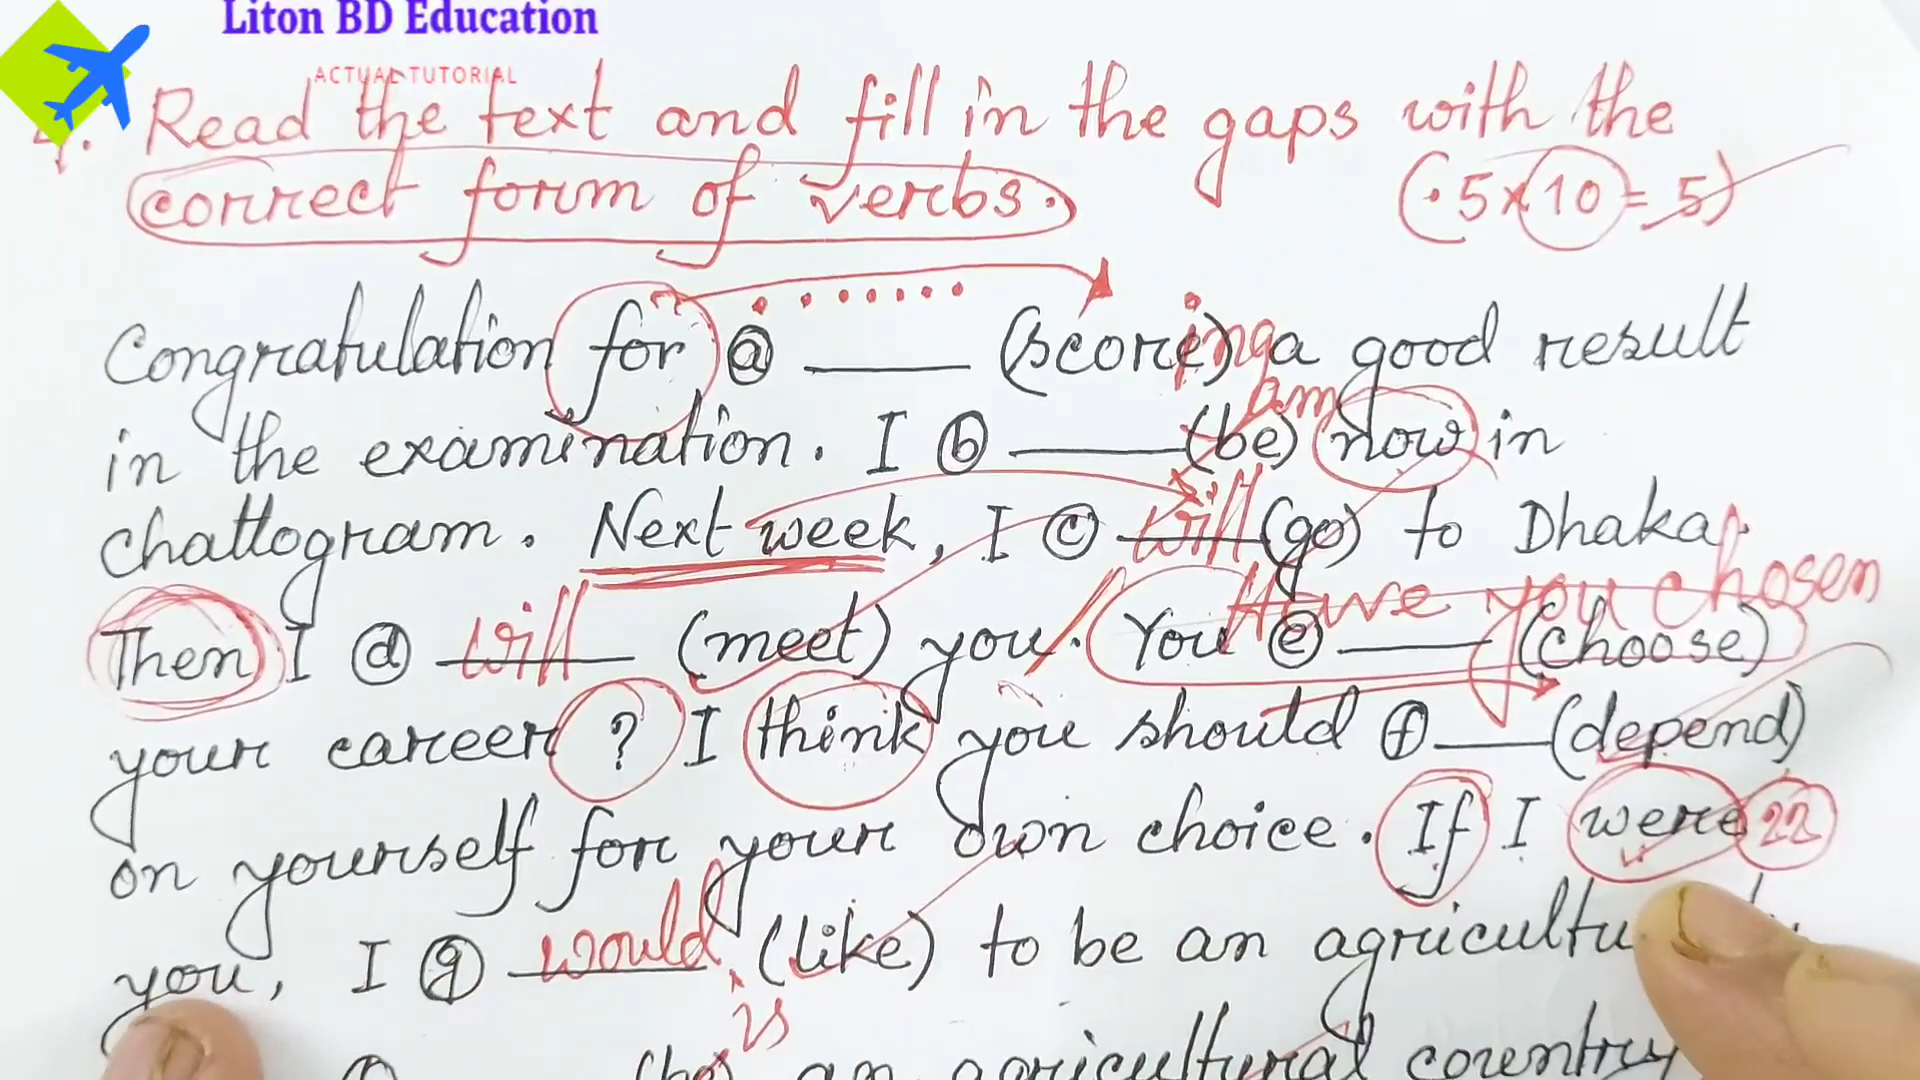 Liton BD Education
ACTUAL TUTORIAL
Read the text and fill in the gaps with the
correct form of verbs. (.5x10=5)
Congratulation for ⓐ ____ (score) ing a good result
am
in the examination. I ⓑ ____ (be) now in
chattogram. Next week, I ⓒ will (go) to Dhaka.
Have you chosen
Then I ⓓ will (meet) you. You ⓔ ____ (choose)
your career? I think you should ⓕ ____ (depend)
on yourself for your own choice. If I were 22
you, I ⓖ would (like) to be an
is
an agricultural country